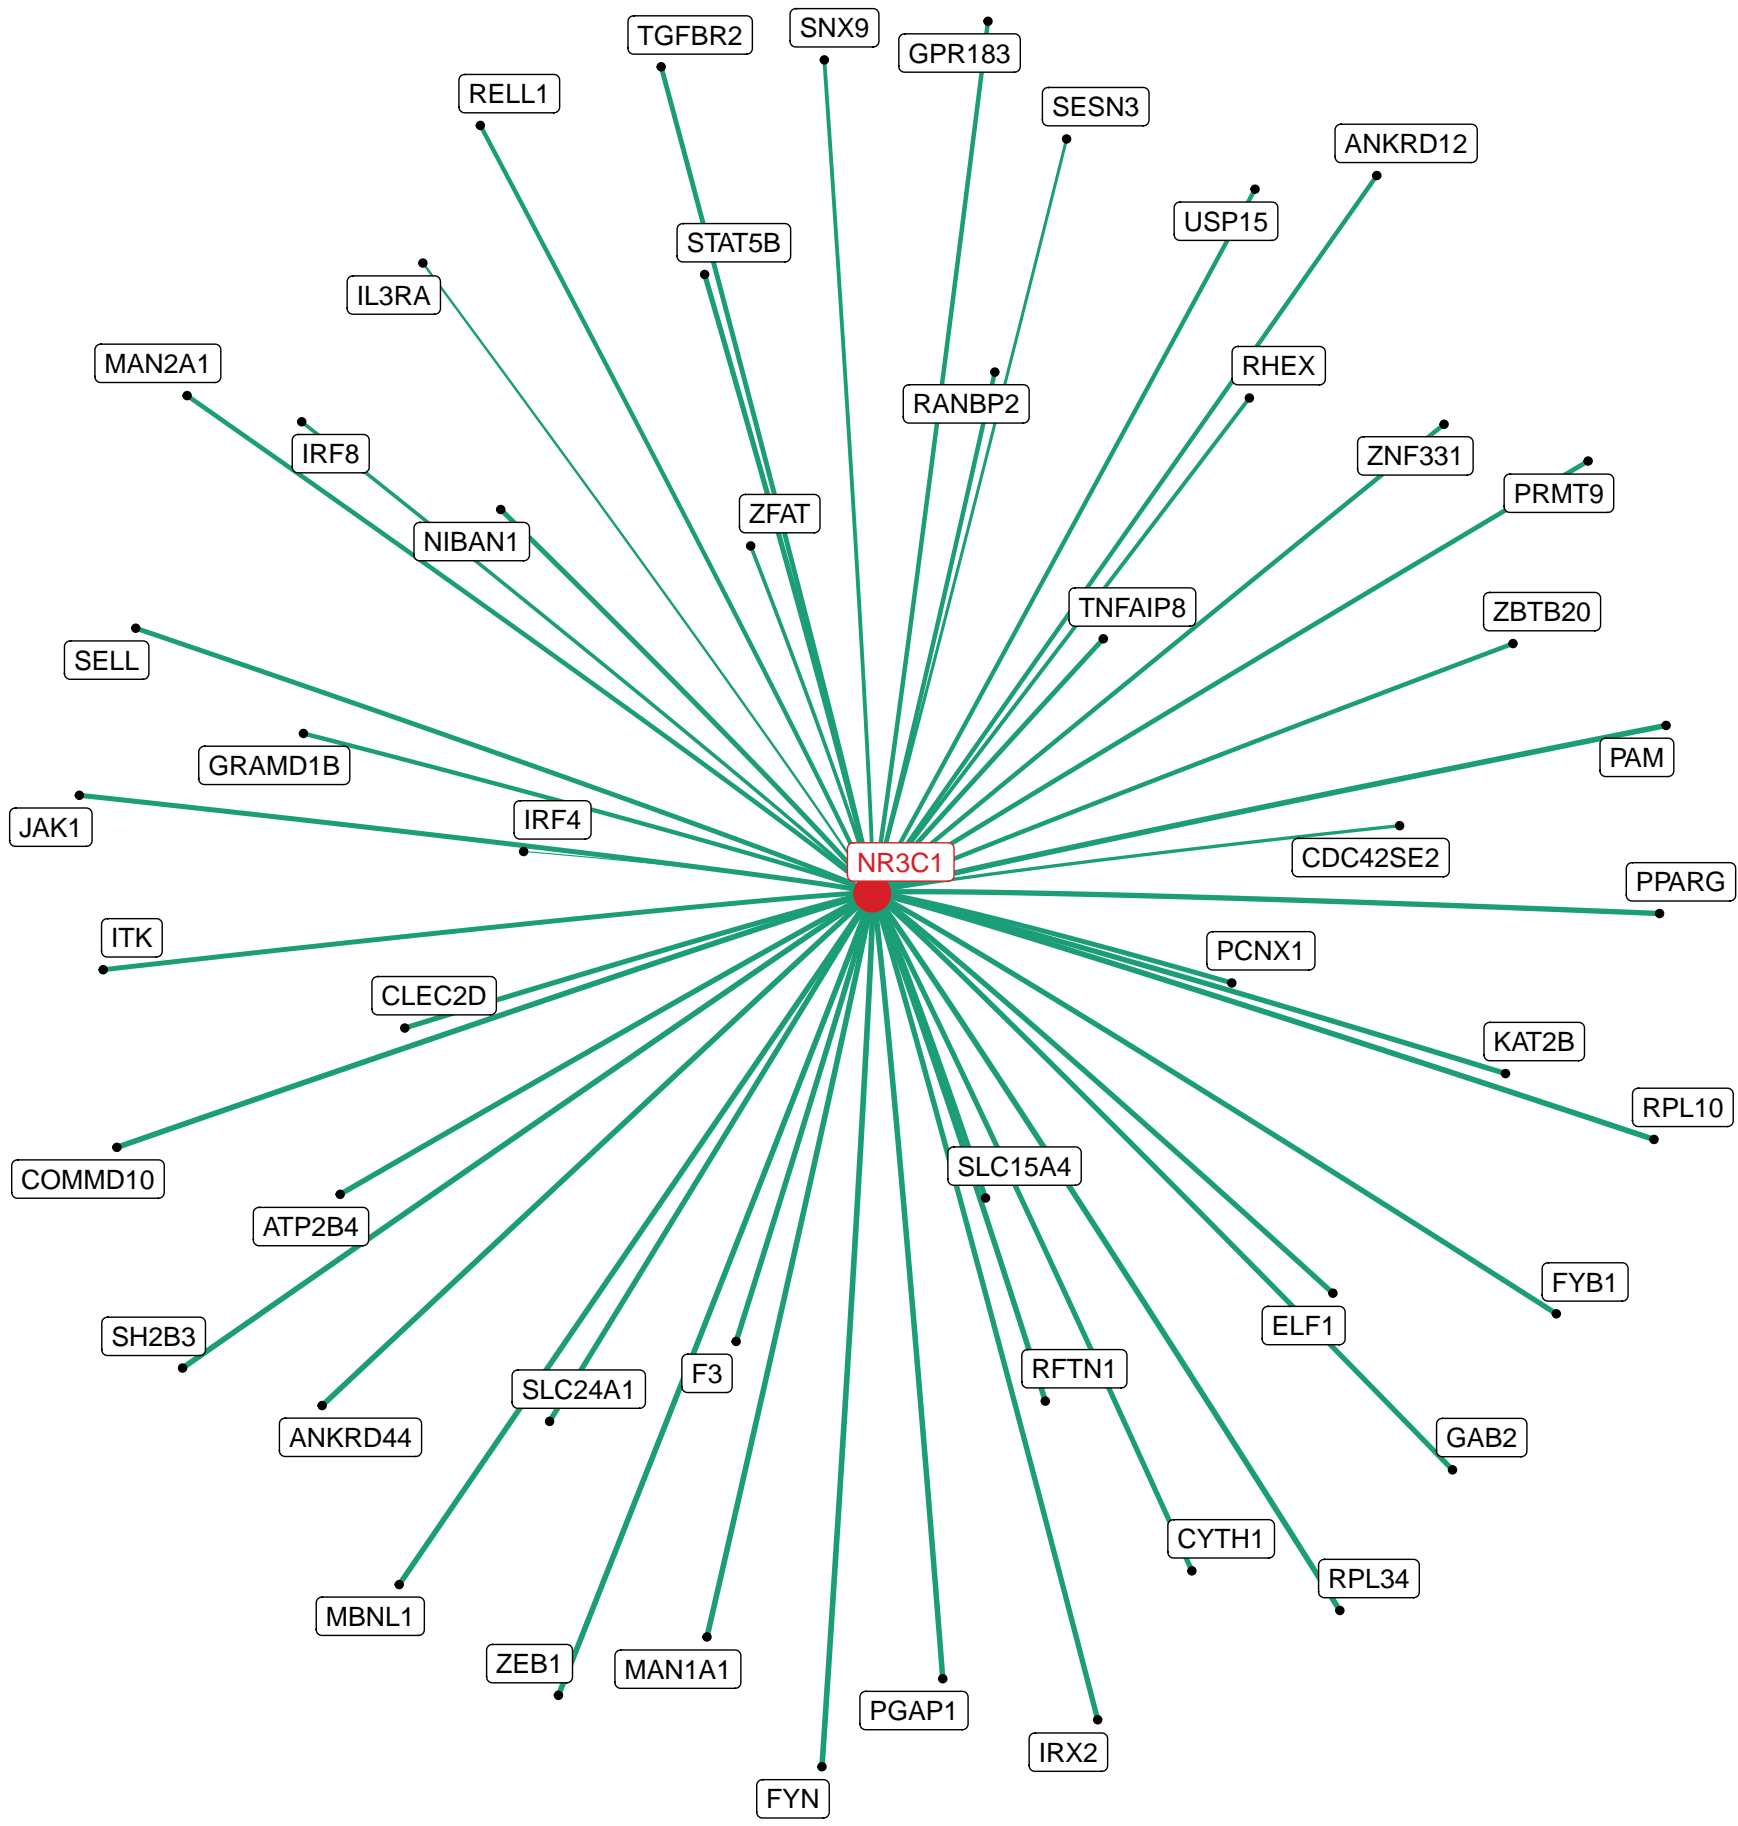 SNX9
TGFBR2
GPR183
RELL1
SESN3
ANKRD12
USP15
STAT5B
IL3RA
MAN2A1
RHEX
RANBP2
IRF8
ZNF331
PRMT9
ZFAT
NIBAN1
TNFAIP8
ZBTB20
SELL
PAM
GRAMD1B
IRF4
JAK1
CDC42SE2
NR3C1
PPARG
ITK
PCNX1
CLEC2D
KAT2B
RPL10
SLC15A4
COMMD10
ATP2B4
FYB1
ELF1
SH2B3
RFTN1
F3
SLC24A1
ANKRD44
GAB2
CYTH1
RPL34
MBNL1
ZEB1
MAN1A1
PGAP1
IRX2
FYN